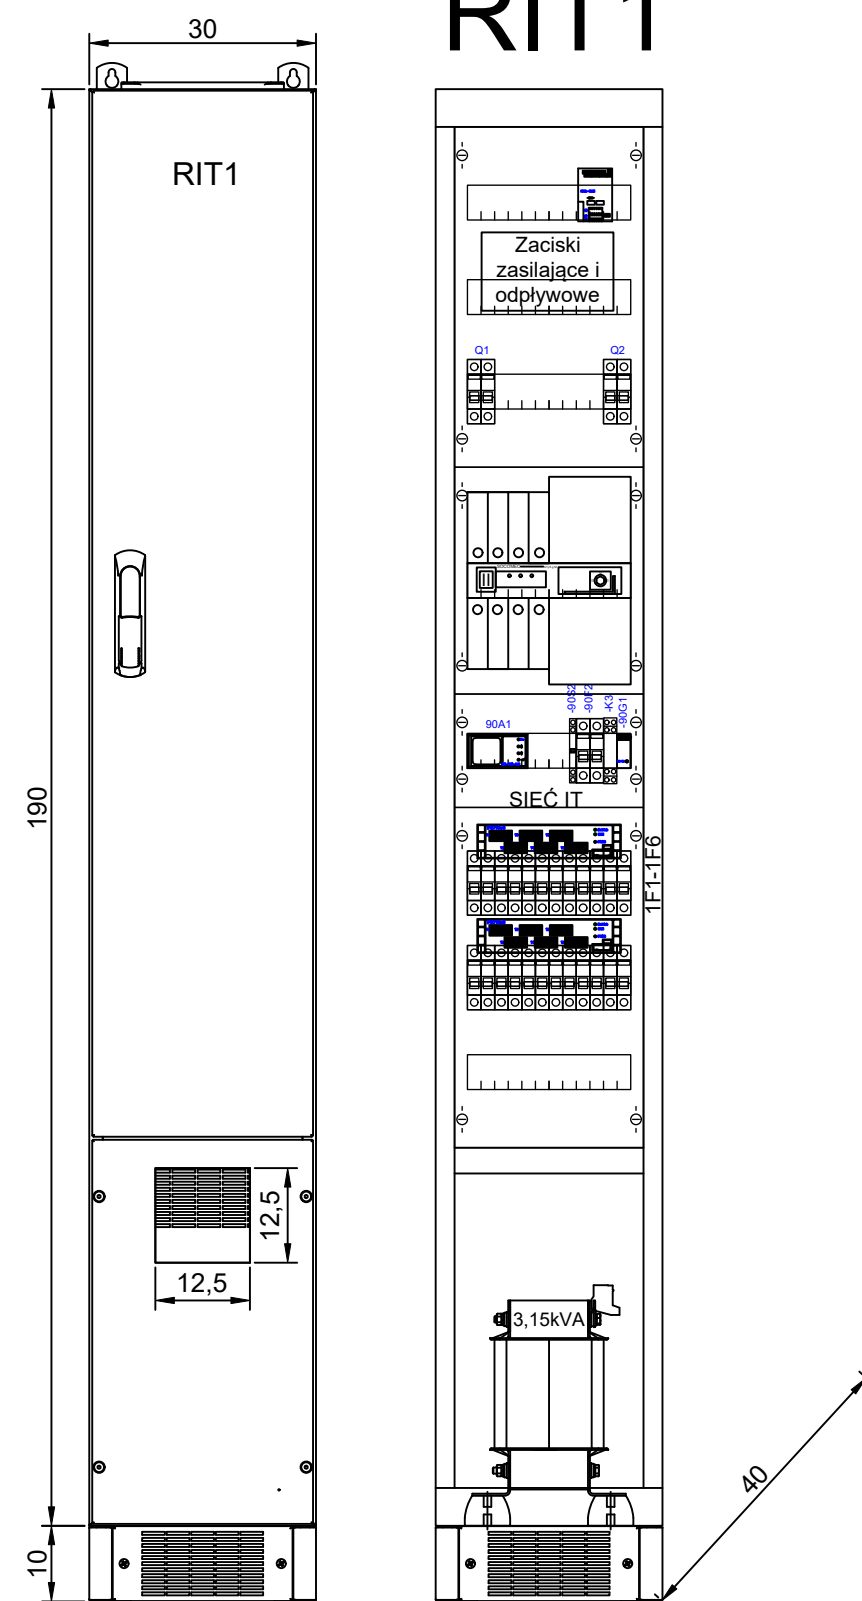 RIT1
30
RIT1
Zaciski
zasilające i
odpływowe
Q1
Q2
-90S2
-90F2
-K3
-90G1
90A1
SIEĆ IT
1F1-1F6
190
12,5
12,5
3,15kVA
40
10